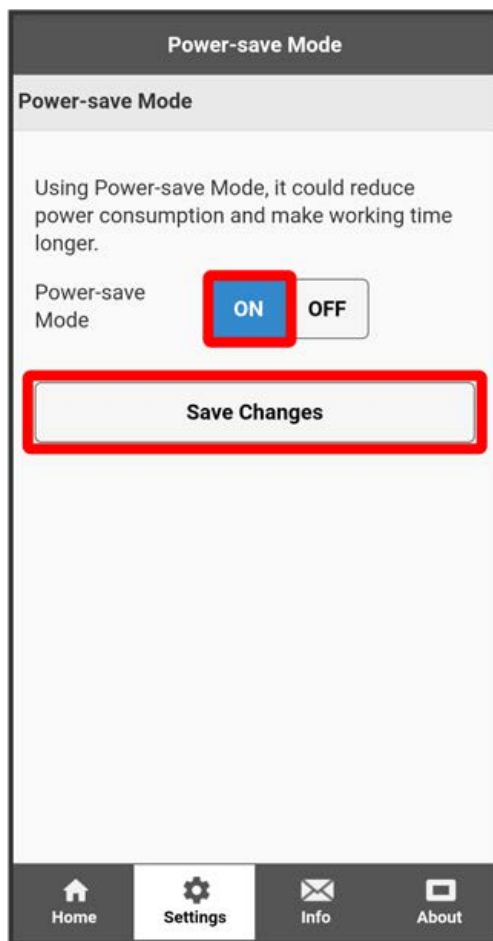 Power-save Mode
Power-save Mode
Using Power-save Mode, it could reduce
power consumption and make working time
longer.
Power-save
Mode
ON
OFF
Save Changes
Home
Settings
Info
About